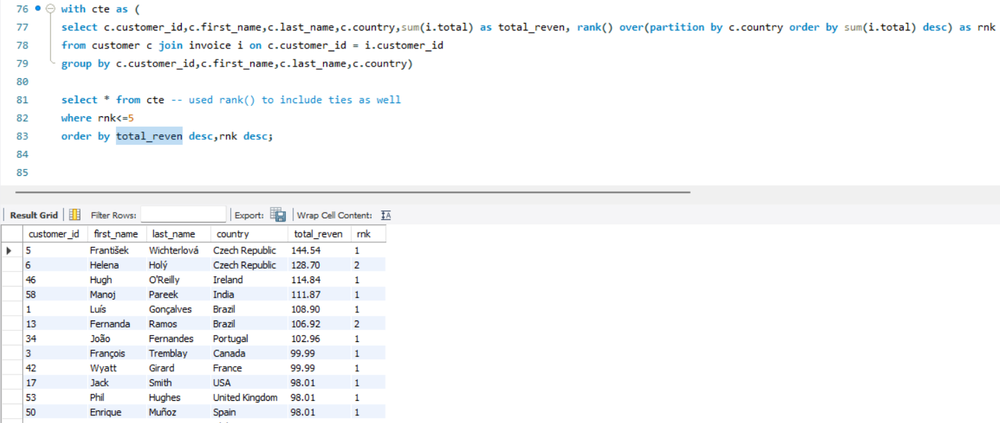 76 with cte as (
77 select c.customer_id,c.first_name,c.last_name,c.country,sum(i.total) as total_reven, rank() over(partition by c.country order by sum(i.total) desc) as rnk
78 from customer c join invoice i on c.customer_id = i.customer_id
79 group by c.customer_id,c.first_name,c.last_name,c.country)
80
81 select * from cte -- used rank() to include ties as well
82 where rnk<=5
83 order by total_reven desc,rnk desc;
84
85
Result Grid Filter Rows: Export: Wrap Cell Content:
customer_id first_name last_name country total_reven rnk
5 František Wichterlová Czech Republic 144.54 1
6 Helena Holý Czech Republic 128.70 2
46 Hugh O'Reilly Ireland 114.84 1
58 Manoj Pareek India 111.87 1
1 Luís Gonçalves Brazil 108.90 1
13 Fernanda Ramos Brazil 106.92 2
34 João Fernandes Portugal 102.96 1
3 François Tremblay Canada 99.99 1
42 Wyatt Girard France 99.99 1
17 Jack Smith USA 98.01 1
53 Phil Hughes United Kingdom 98.01 1
50 Enrique Muñoz Spain 98.01 1